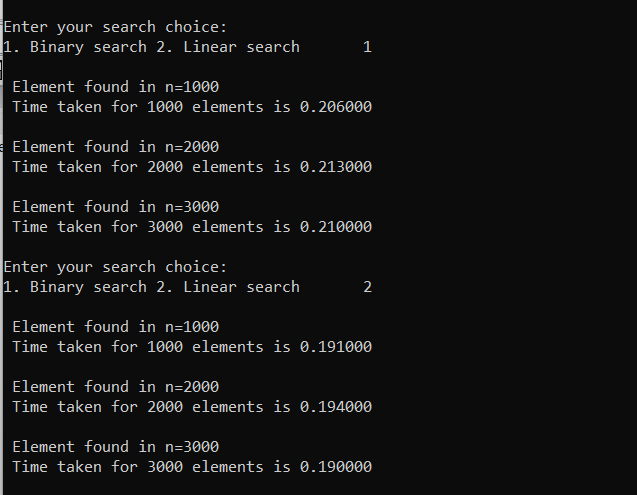 Enter your search choice:
1. Binary search 2. Linear search       1
Element found in n=1000
Time taken for 1000 elements is 0.206000
Element found in n=2000
Time taken for 2000 elements is 0.213000
Element found in n=3000
Time taken for 3000 elements is 0.210000
Enter your search choice:
1. Binary search 2. Linear search       2
Element found in n=1000
Time taken for 1000 elements is 0.191000
Element found in n=2000
Time taken for 2000 elements is 0.194000
Element found in n=3000
Time taken for 3000 elements is 0.190000